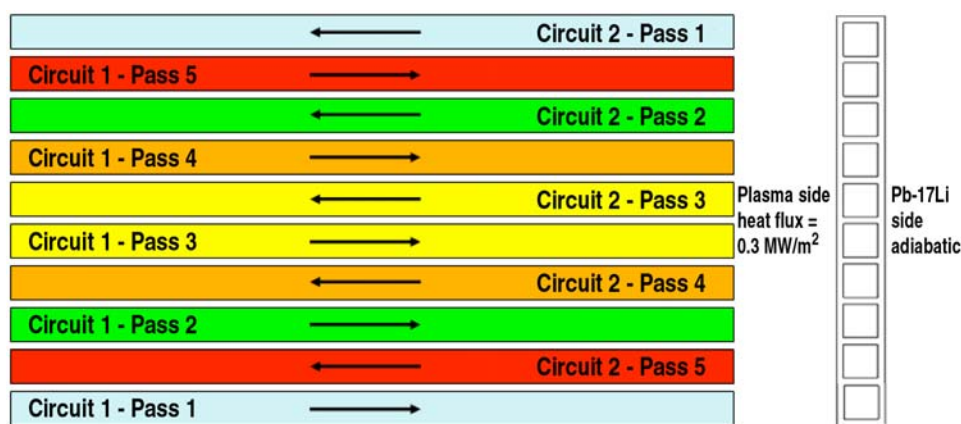 Circuit 2 - Pass 1
Circuit 1 - Pass 5
Circuit 2 - Pass 2
Circuit 1 - Pass 4
Circuit 2 - Pass 3
Circuit 1 - Pass 3
Circuit 2 - Pass 4
Circuit 1 - Pass 2
Circuit 2 - Pass 5
Circuit 1 - Pass 1
Plasma side
heat flux =
0.3 MW/m²
Pb-17Li
side
adiabatic